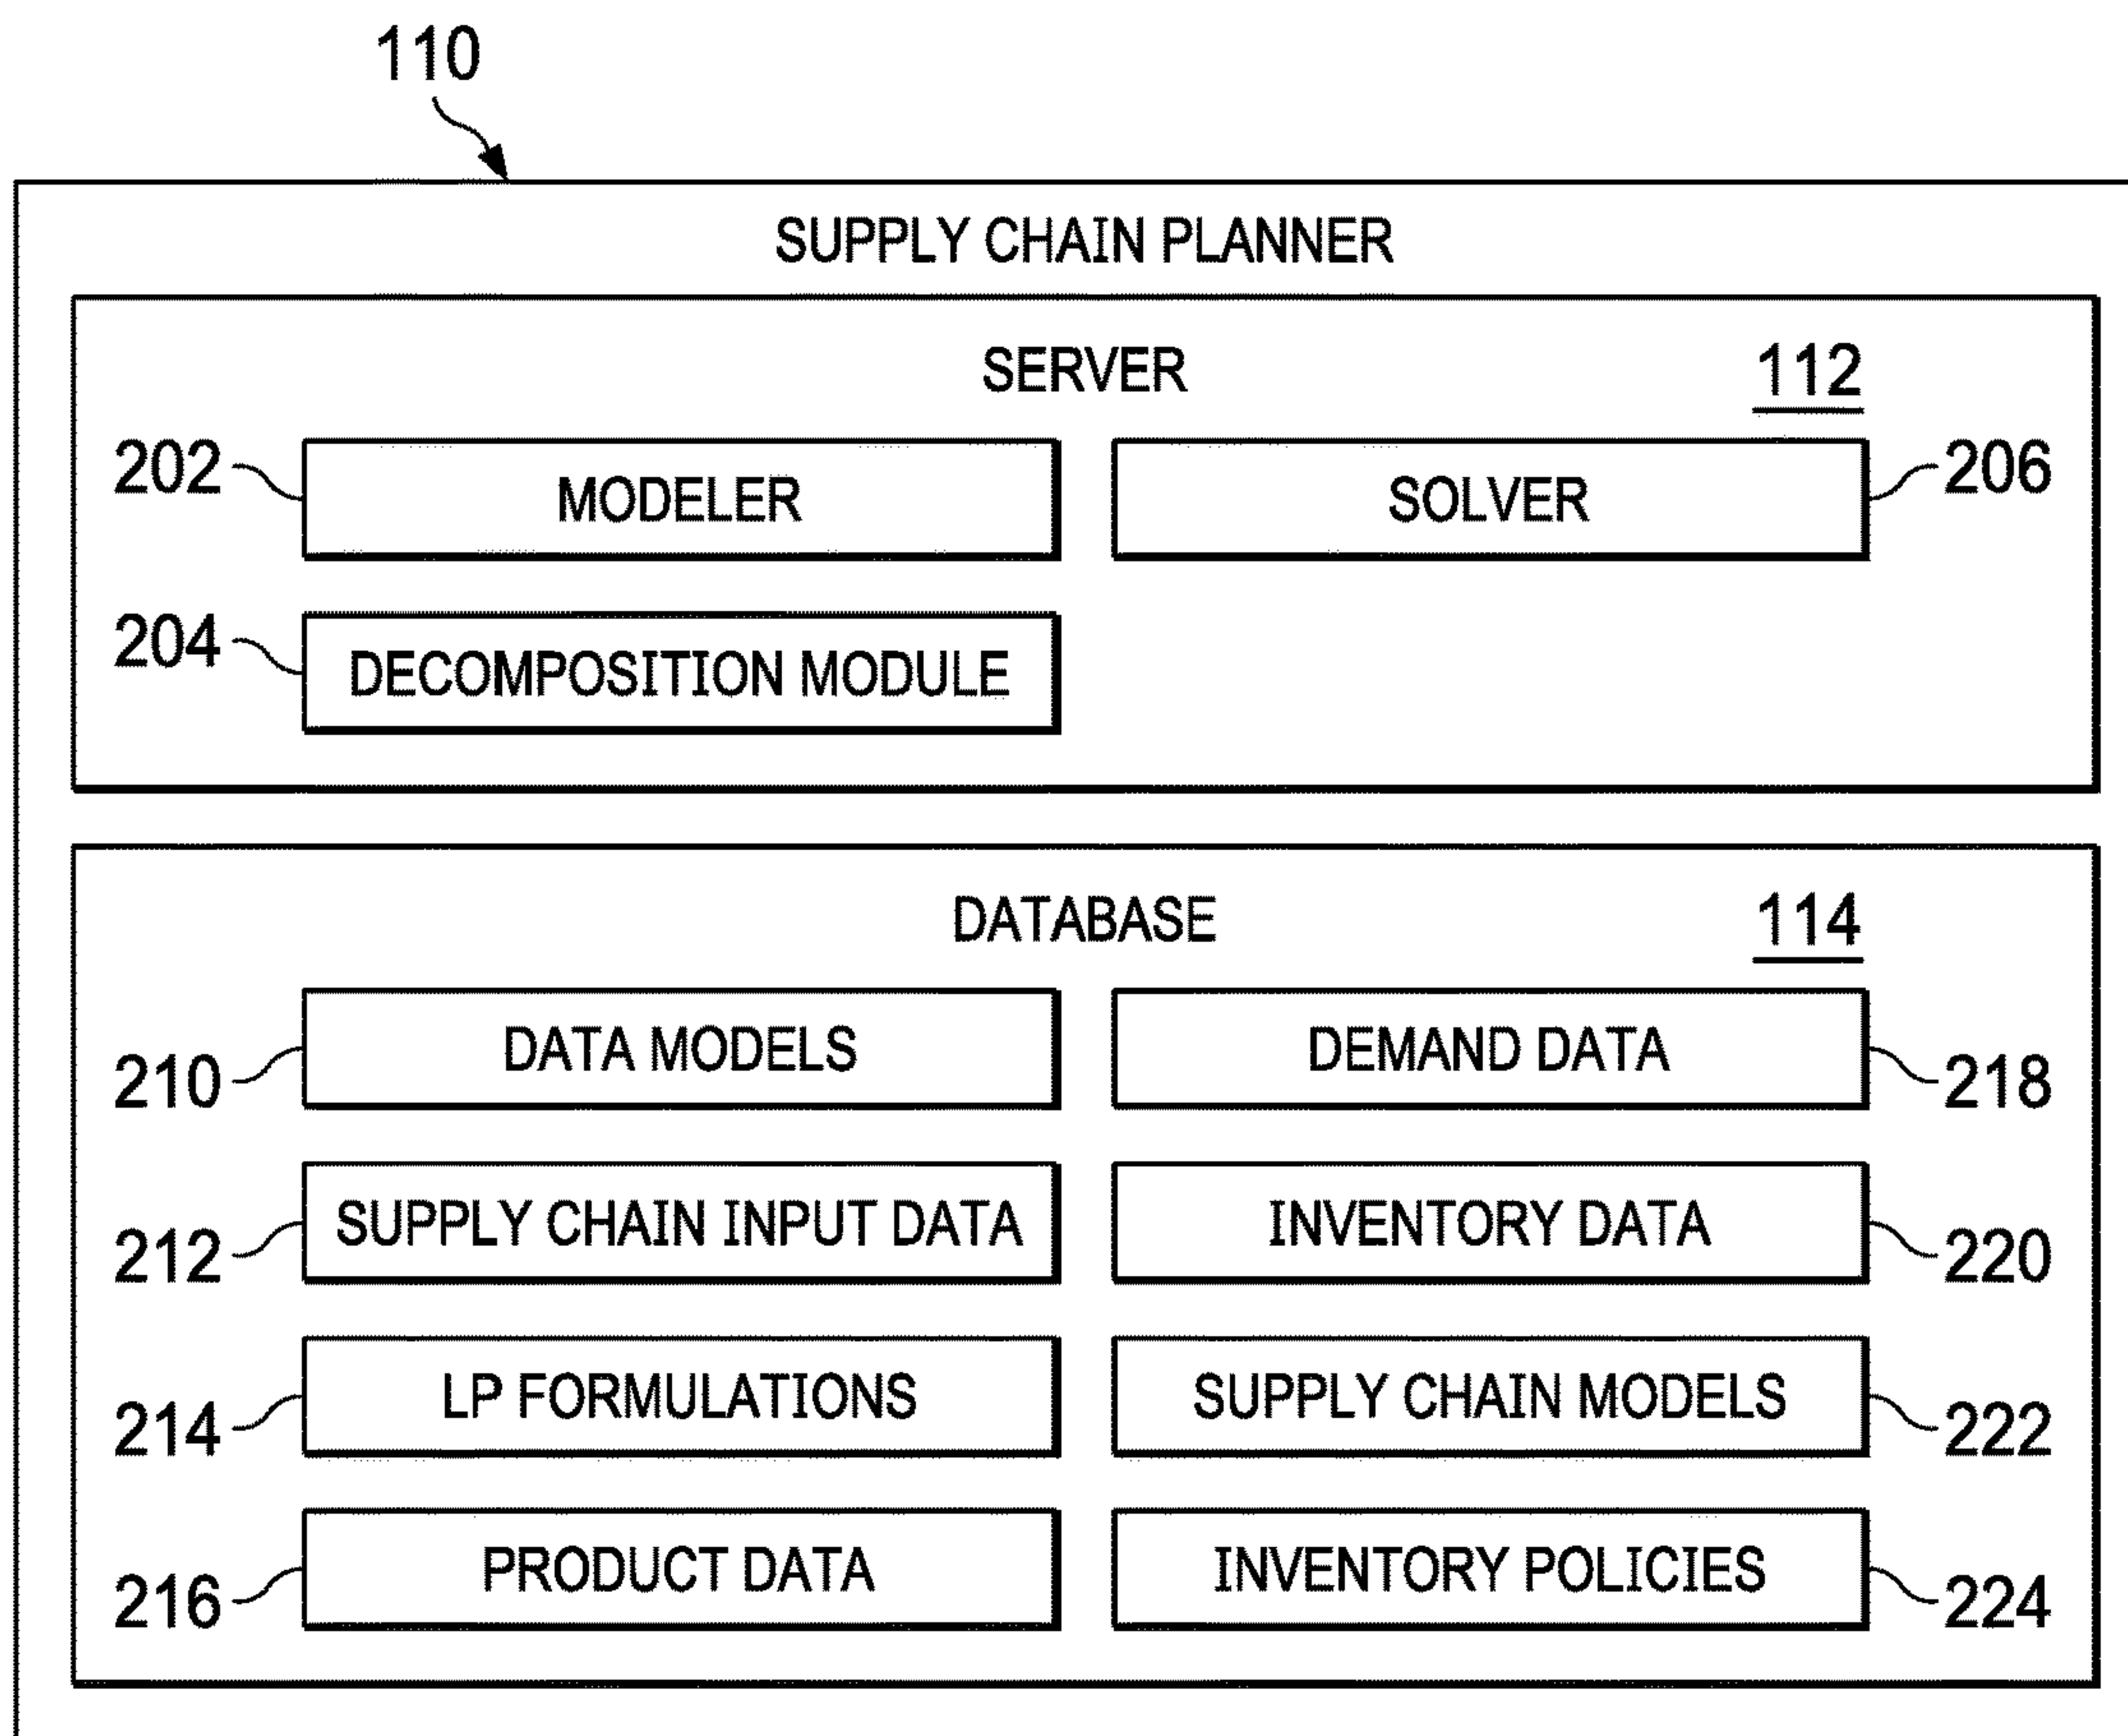 110
SUPPLY CHAIN PLANNER
SERVER 112
202 MODELER SOLVER 206
204 DECOMPOSITION MODULE
DATABASE 114
210 DATA MODELS DEMAND DATA 218
212 SUPPLY CHAIN INPUT DATA INVENTORY DATA 220
214 LP FORMULATIONS SUPPLY CHAIN MODELS 222
216 PRODUCT DATA INVENTORY POLICIES 224